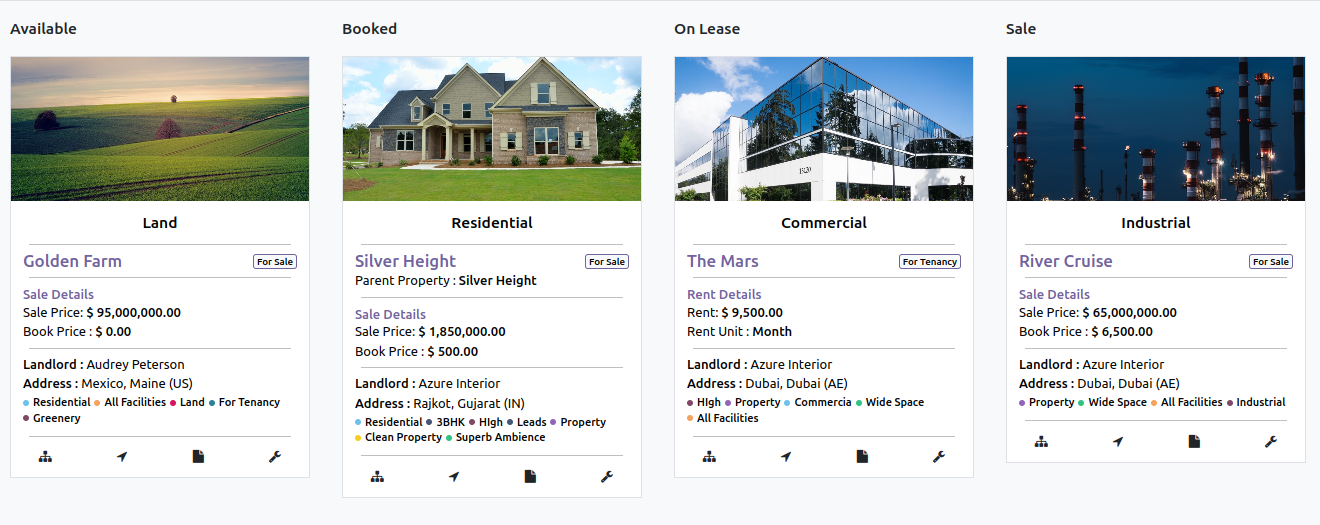 Available
Land
Golden Farm For Sale
Sale Details
Sale Price: $ 95,000,000.00
Book Price : $ 0.00
Landlord : Audrey Peterson
Address : Mexico, Maine (US)
Residential All Facilities Land For Tenancy
Greenery
Booked
Residential
Silver Height For Sale
Parent Property : Silver Height
Sale Details
Sale Price: $ 1,850,000.00
Book Price : $ 500.00
Landlord : Azure Interior
Address : Rajkot, Gujarat (IN)
Residential 3BHK HIgh Leads Property
Clean Property Superb Ambience
On Lease
13120
Commercial
The Mars For Tenancy
Rent Details
Rent: $ 9,500.00
Rent Unit : Month
Landlord : Azure Interior
Address : Dubai, Dubai (AE)
HIgh Property Commercia Wide Space
All Facilities
Sale
Industrial
River Cruise For Sale
Sale Details
Sale Price: $ 65,000,000.00
Book Price : $ 6,500.00
Landlord : Azure Interior
Address : Dubai, Dubai (AE)
Property Wide Space All Facilities Industrial